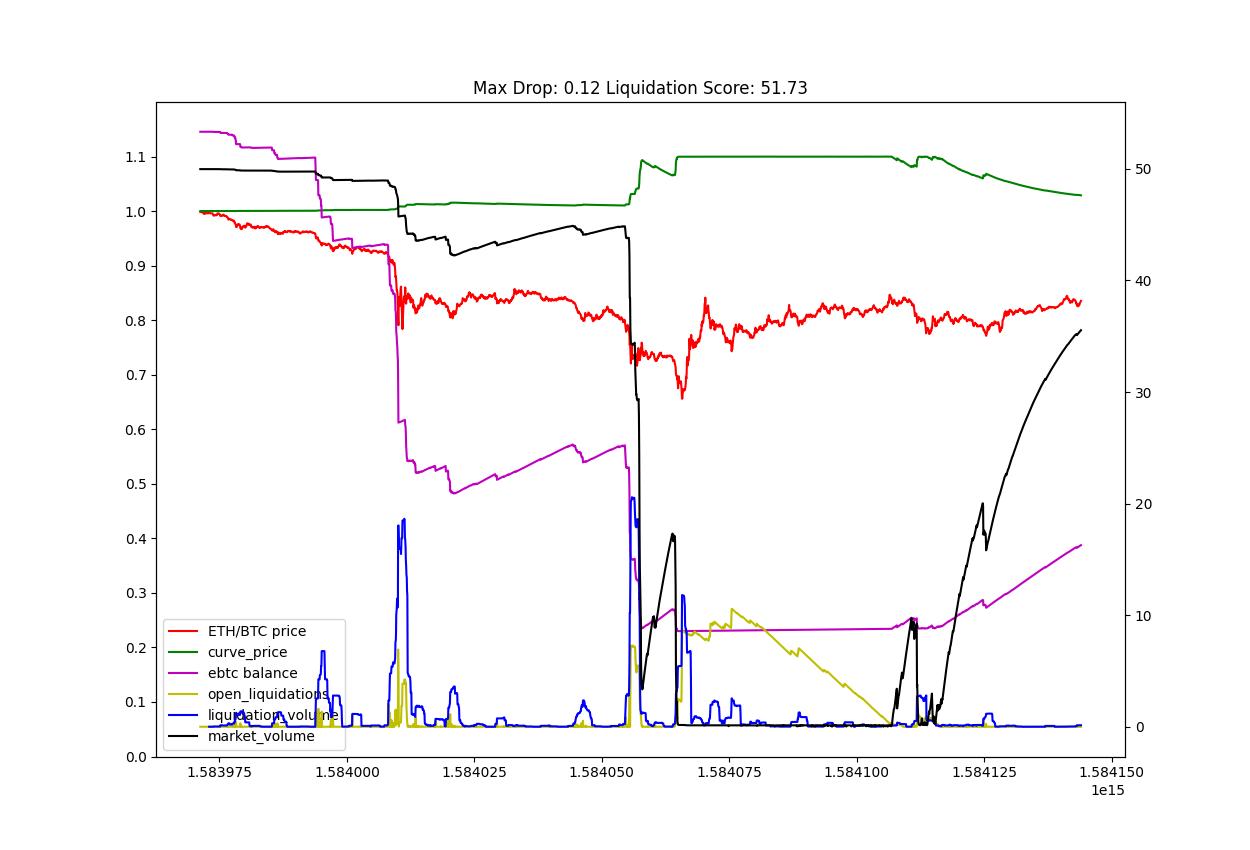 Max Drop: 0.12 Liquidation Score: 51.73
1.1
1.0
0.9
0.8
0.7
0.6
0.5
0.4
0.3
0.2
0.1
0.0
50
40
30
20
10
0
ETH/BTC price
curve_price
ebtc balance
open_liquidations
liquidation_volume
market_volume
1.583975 1.584000 1.584025 1.584050 1.584075 1.584100 1.584125 1.584150
1e15